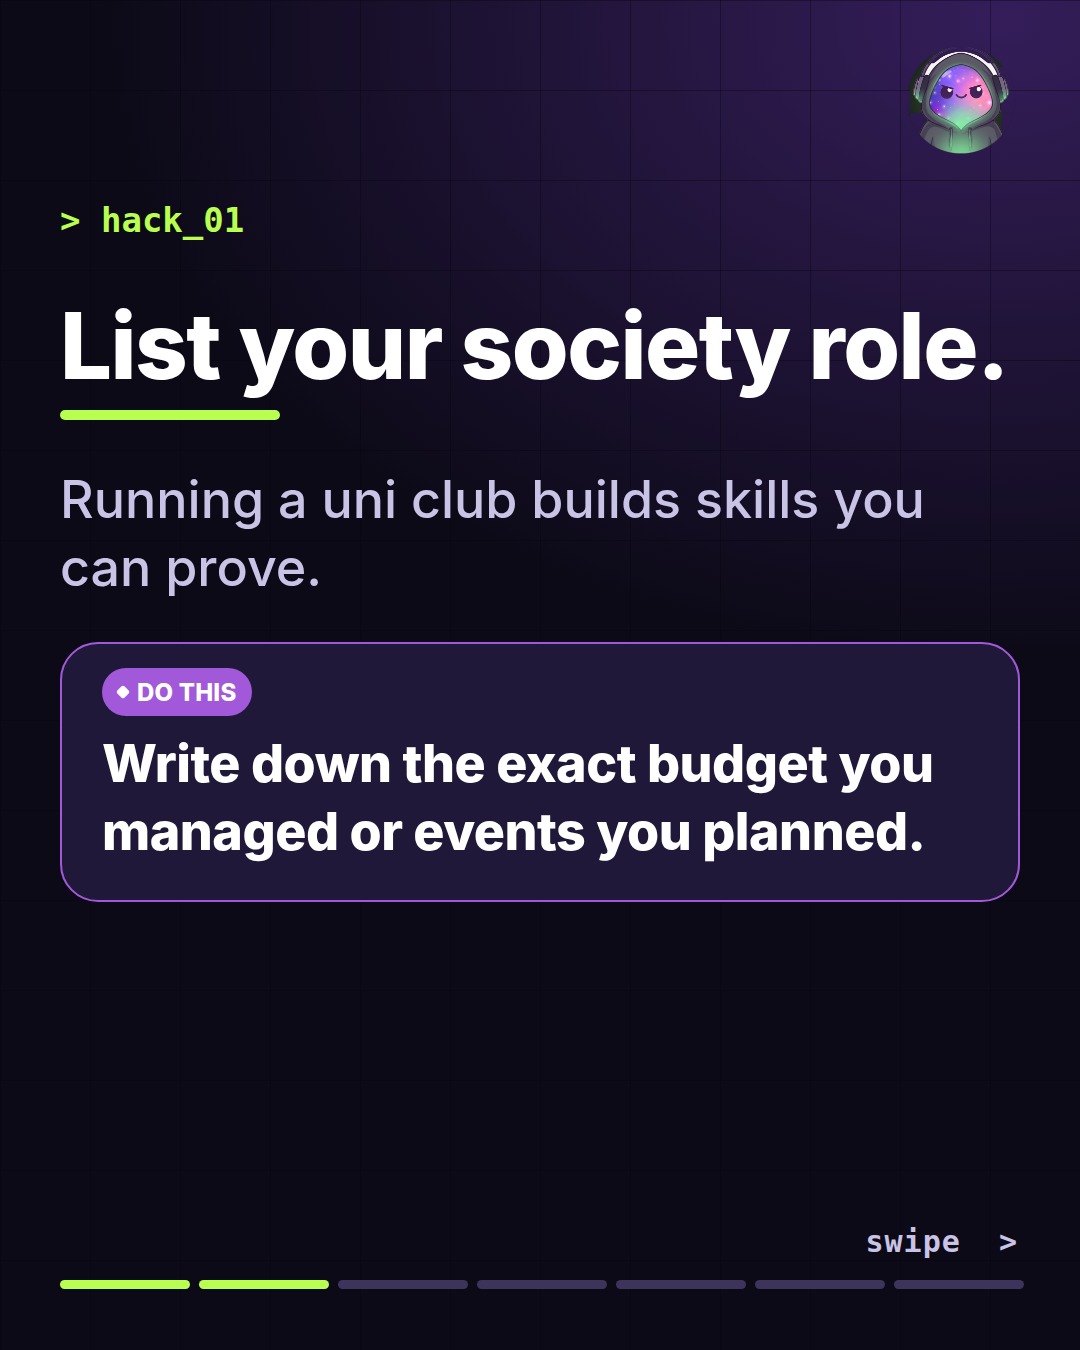 > hack_01
List your society role.
Running a uni club builds skills you
can prove.
DO THIS
Write down the exact budget you
managed or events you planned.
swipe >